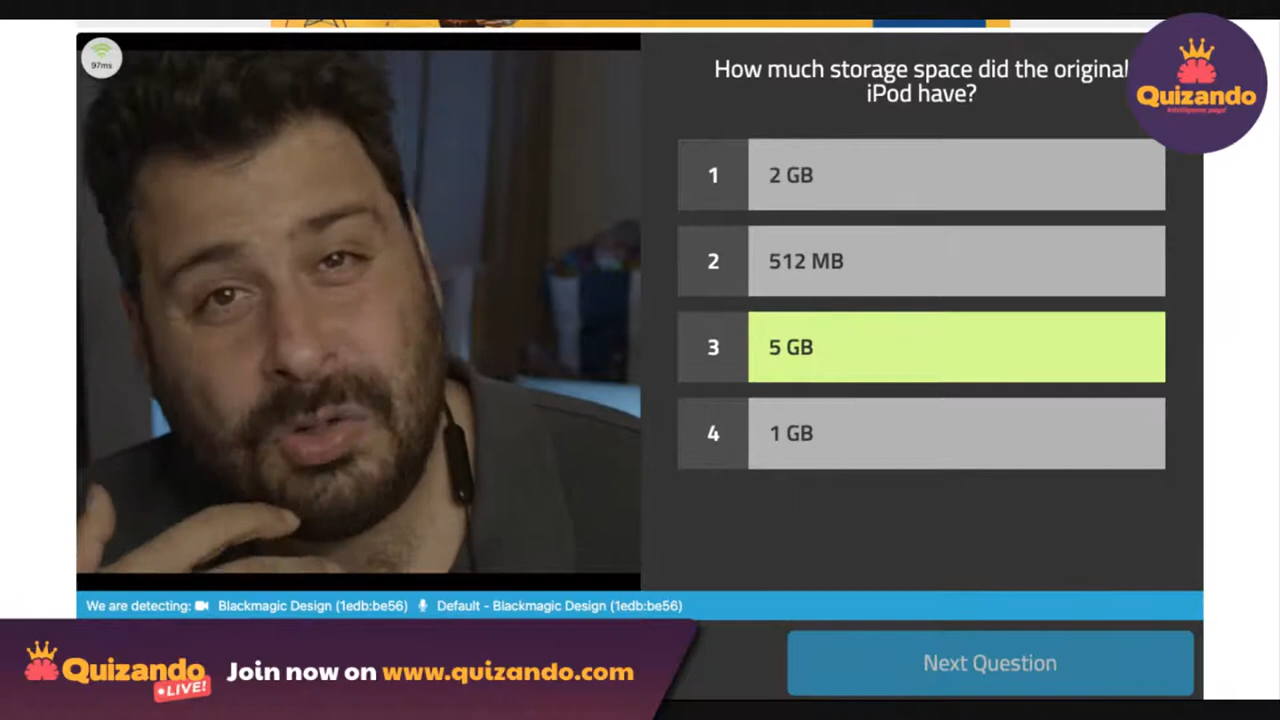 97ms
How much storage space did the original
iPod have?
Quizando
1 2 GB
2 512 MB
3 5 GB
4 1 GB
We are detecting: Blackmagic Design (1edb:be56) Default - Blackmagic Design (1edb:be56)
Next Question
Quizando
LIVE!
Join now on www.quizando.com